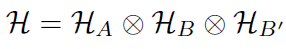 ℋ = ℋ_A ⊗ ℋ_B ⊗ ℋ_B′